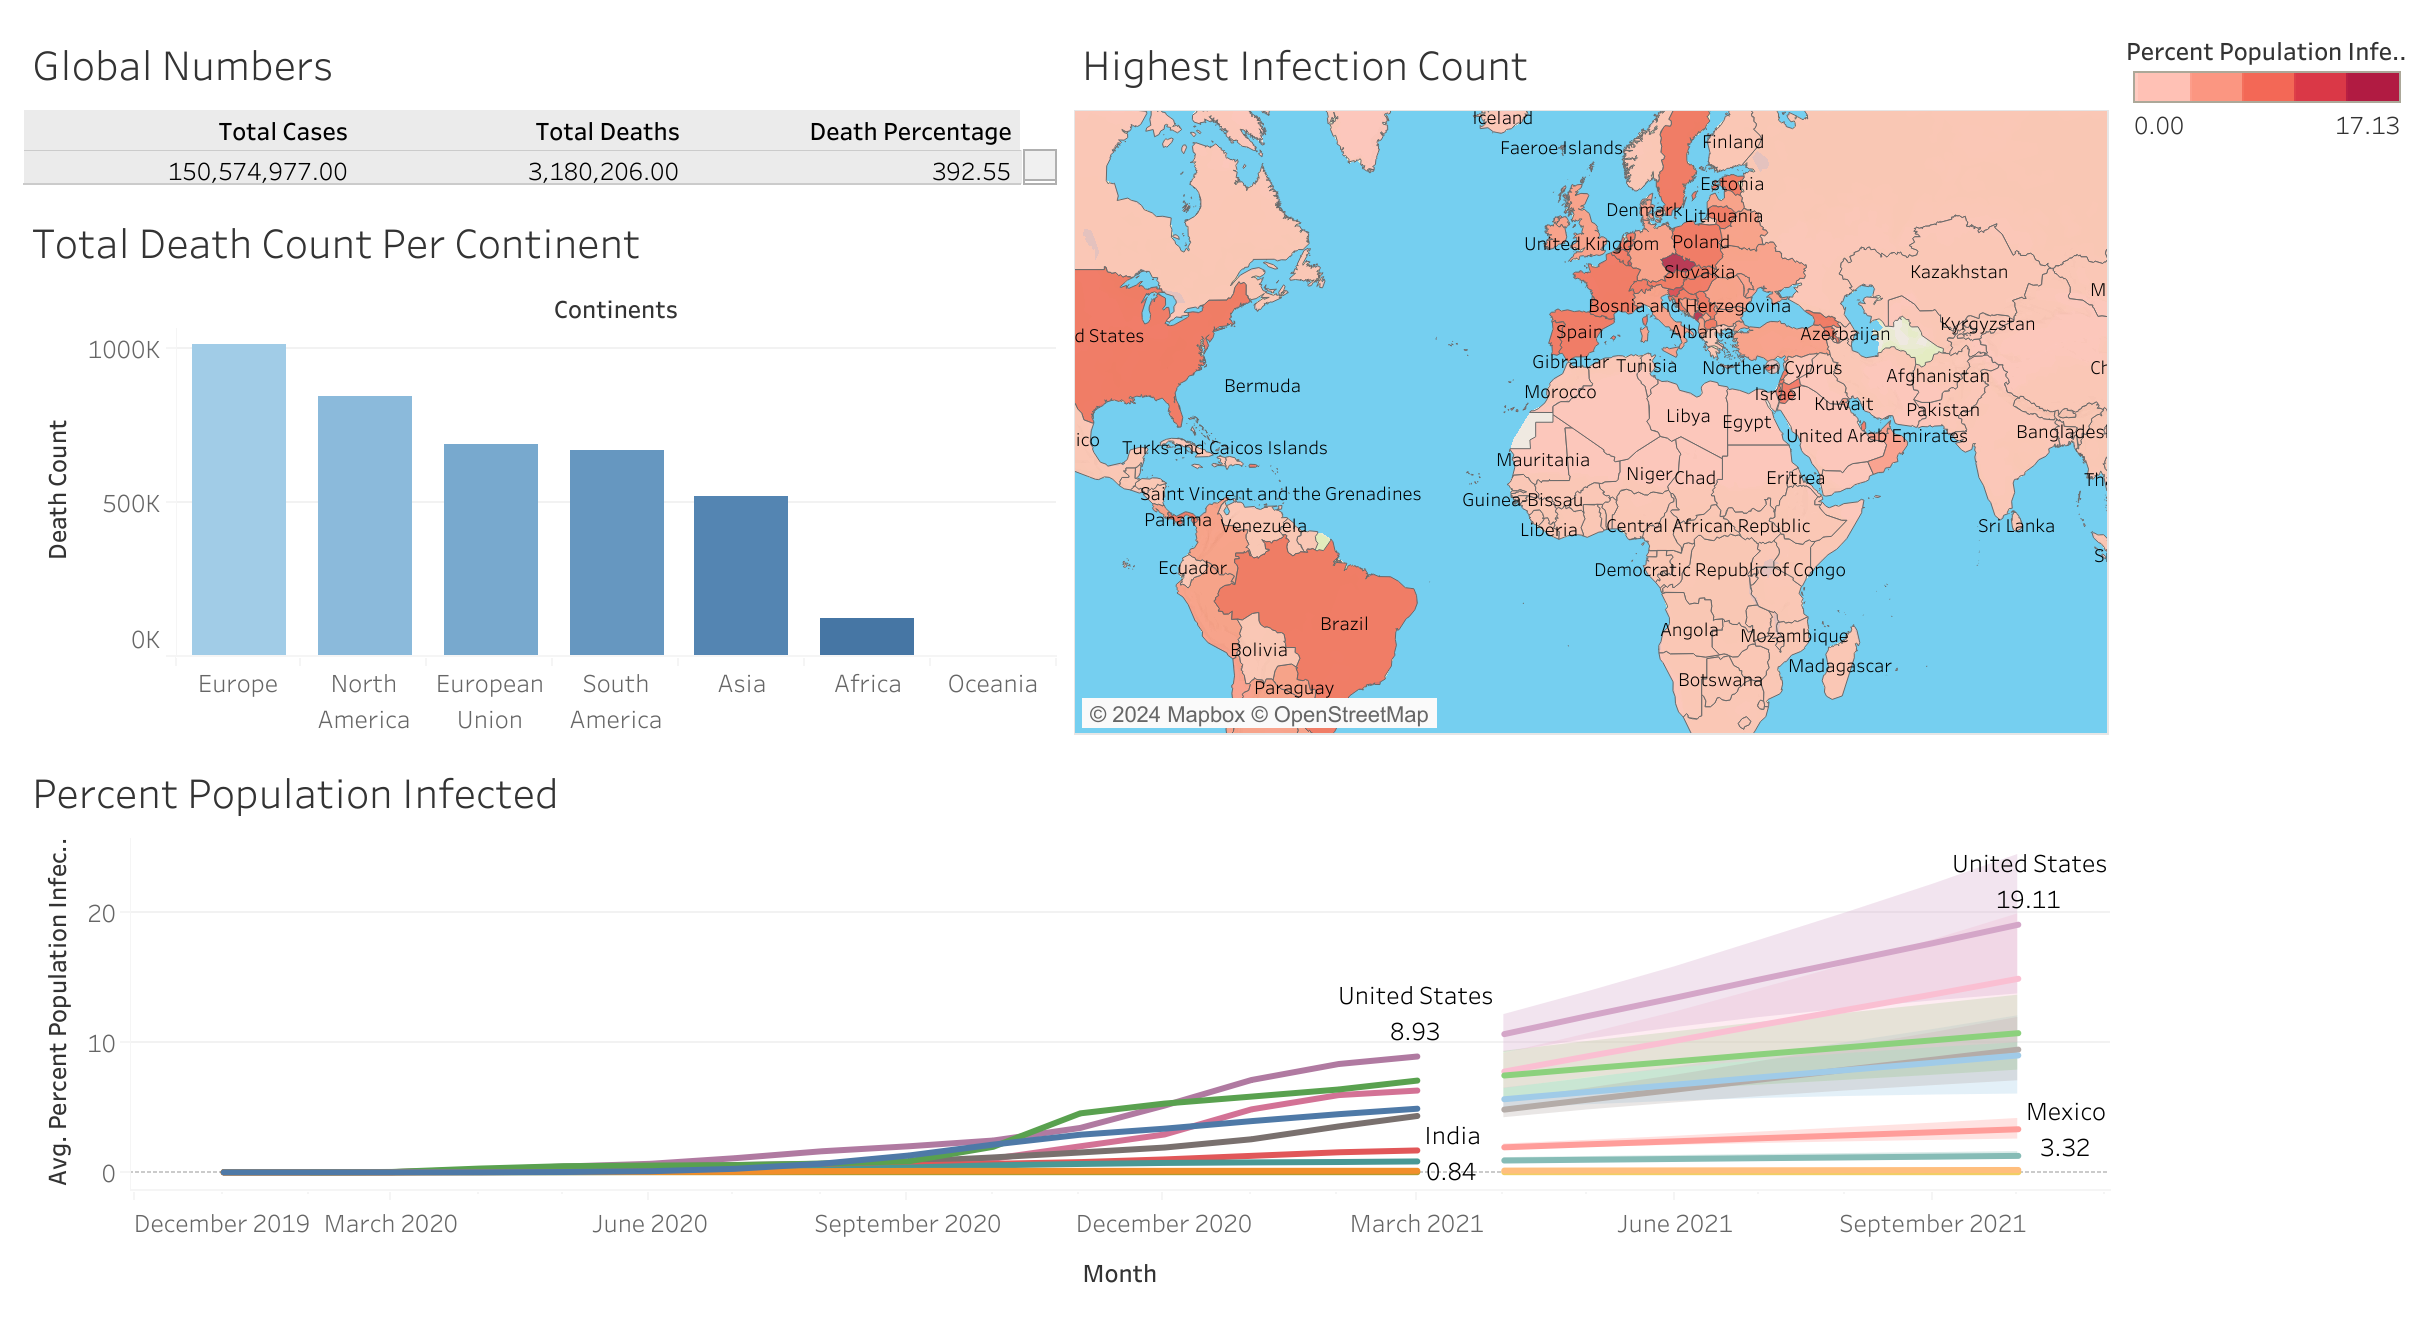 Global Numbers
Total Cases Total Deaths Death Percentage
150,574,977.00 3,180,206.00 392.55
Total Death Count Per Continent
Continents
Death Count
1000K
500K
0K
Europe
North
America
European
Union
South
America
Asia
Africa
Oceania
Highest Infection Count
Iceland
Faeroe Islands
Finland
Estonia
Denmark
Lithuania
United Kingdom
Poland
Slovakia
Kazakhstan
M
Bosnia and Herzegovina
d States
Spain
Albania
Azerbaijan
Kyrgyzstan
Gibraltar
Tunisia
Northern Cyprus
Afghanistan
Ch
Bermuda
Morocco
Israel
Kuwait
Pakistan
Libya
Egypt
ico
Turks and Caicos Islands
United Arab Emirates
Banglades
Mauritania
Niger
Chad
Eritrea
Th
Saint Vincent and the Grenadines
Guinea-Bissau
Panama
Venezuela
Liberia
Central African Republic
Sri Lanka
S
Ecuador
Democratic Republic of Congo
Brazil
Angola
Mozambique
Bolivia
Madagascar
Botswana
Paraguay
© 2024 Mapbox © OpenStreetMap
Percent Population Infe..
0.00 17.13
Percent Population Infected
Avg. Percent Population Infec..
20
10
0
United States
19.11
United States
8.93
India
0.84
Mexico
3.32
December 2019 March 2020 June 2020 September 2020 December 2020 March 2021 June 2021 September 2021
Month